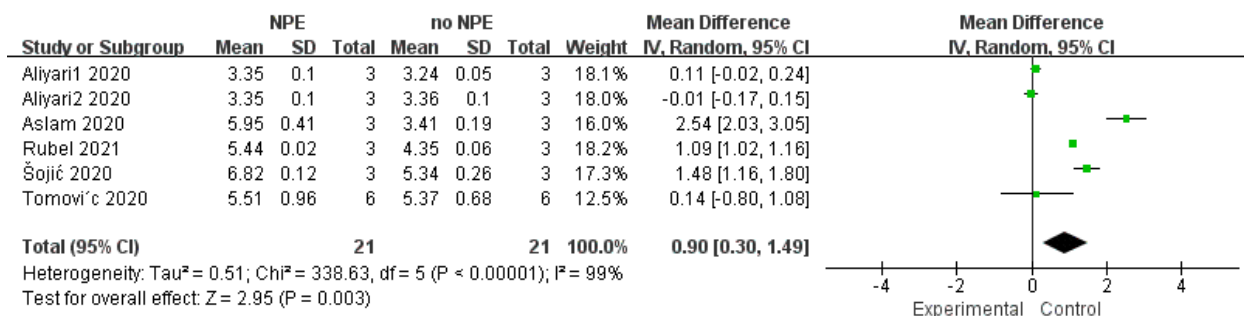 NPE no NPE Mean Difference Mean Difference
Study or Subgroup Mean SD Total Mean SD Total Weight IV, Random, 95% CI IV, Random, 95% CI
Aliyari1 2020 3.35 0.1 3 3.24 0.05 3 18.1% 0.11 [-0.02, 0.24]
Aliyari2 2020 3.35 0.1 3 3.36 0.1 3 18.0% -0.01 [-0.17, 0.15]
Aslam 2020 5.95 0.41 3 3.41 0.19 3 16.0% 2.54 [2.03, 3.05]
Rubel 2021 5.44 0.02 3 4.35 0.06 3 18.2% 1.09 [1.02, 1.16]
Šojić 2020 6.82 0.12 3 5.34 0.26 3 17.3% 1.48 [1.16, 1.80]
Tomovi´c 2020 5.51 0.96 6 5.37 0.68 6 12.5% 0.14 [-0.80, 1.08]
Total (95% CI) 21 21 100.0% 0.90 [0.30, 1.49]
Heterogeneity: Tau² = 0.51; Chi² = 338.63, df = 5 (P < 0.00001); I² = 99%
Test for overall effect: Z = 2.95 (P = 0.003)
-4 -2 0 2 4
Experimental Control